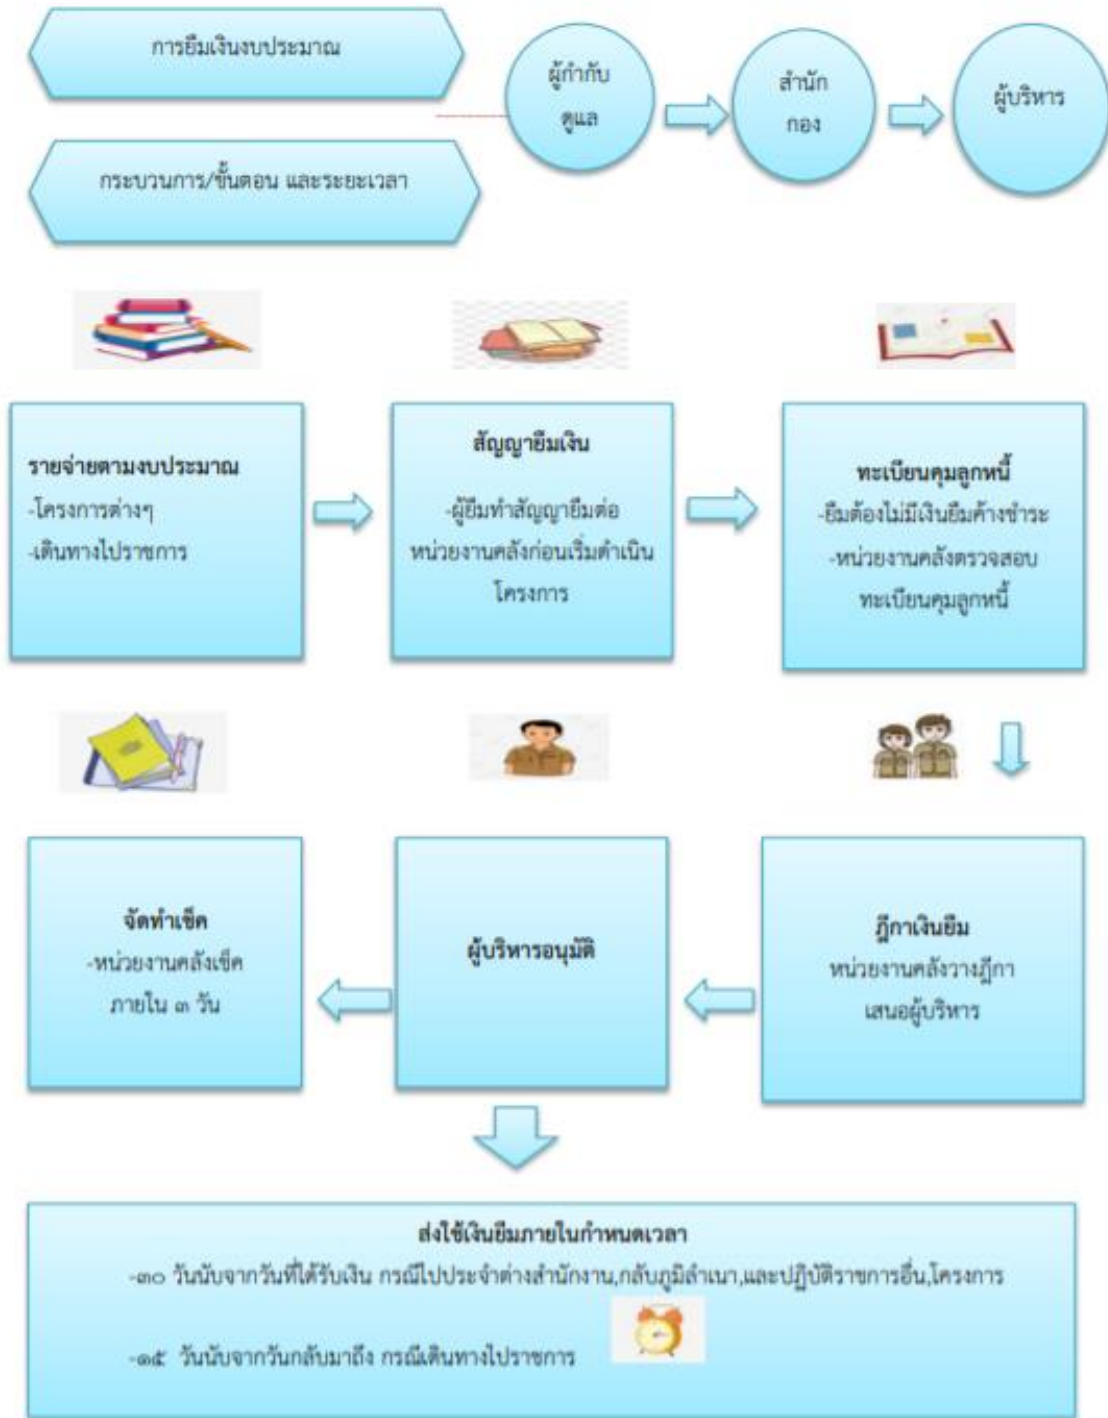 การยืมเงินงบประมาณ
ผู้กำกับ
ดูแล
สำนัก
กอง
ผู้บริหาร
กระบวนการ/ขั้นตอน และระยะเวลา
รายจ่ายตามงบประมาณ
-โครงการต่างๆ
-เดินทางไปราชการ
สัญญายืมเงิน
-ผู้ยืมทำสัญญายืมต่อ
หน่วยงานคลังก่อนเริ่มดำเนิน
โครงการ
ทะเบียนคุมลูกหนี้
-ยืมต้องไม่มีเงินยืมค้างชำระ
-หน่วยงานคลังตรวจสอบ
ทะเบียนคุมลูกหนี้
จัดทำเช็ค
-หน่วยงานคลังเช็ค
ภายใน ๓ วัน
ผู้บริหารอนุมัติ
ฎีกาเงินยืม
หน่วยงานคลังวางฎีกา
เสนอผู้บริหาร
ส่งใช้เงินยืมภายในกำหนดเวลา
-๓๐ วันนับจากวันที่ได้รับเงิน กรณีไปประจำต่างสำนักงาน,กลับภูมิลำเนา,และปฏิบัติราชการอื่น,โครงการ
-๑๕ วันนับจากวันกลับมาถึง กรณีเดินทางไปราชการ